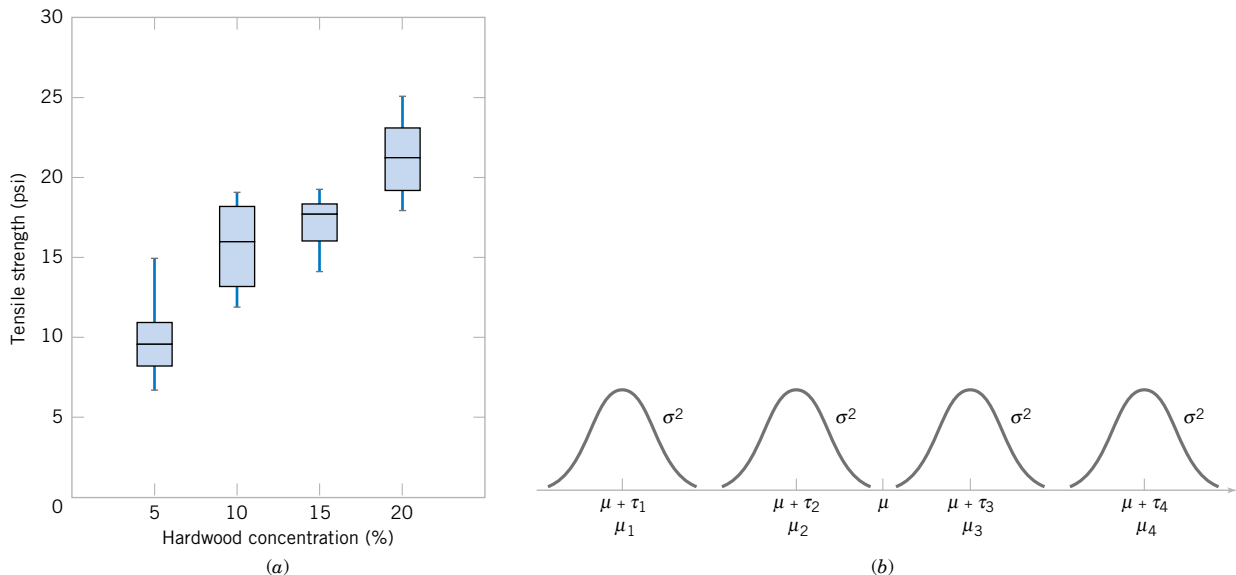 30
25
20
15
10
5
0
Tensile strength (psi)
5 10 15 20
Hardwood concentration (%)
(a)
σ² σ² σ² σ²
μ + τ₁ μ + τ₂ μ μ + τ₃ μ + τ₄
μ₁ μ₂ μ₃ μ₄
(b)